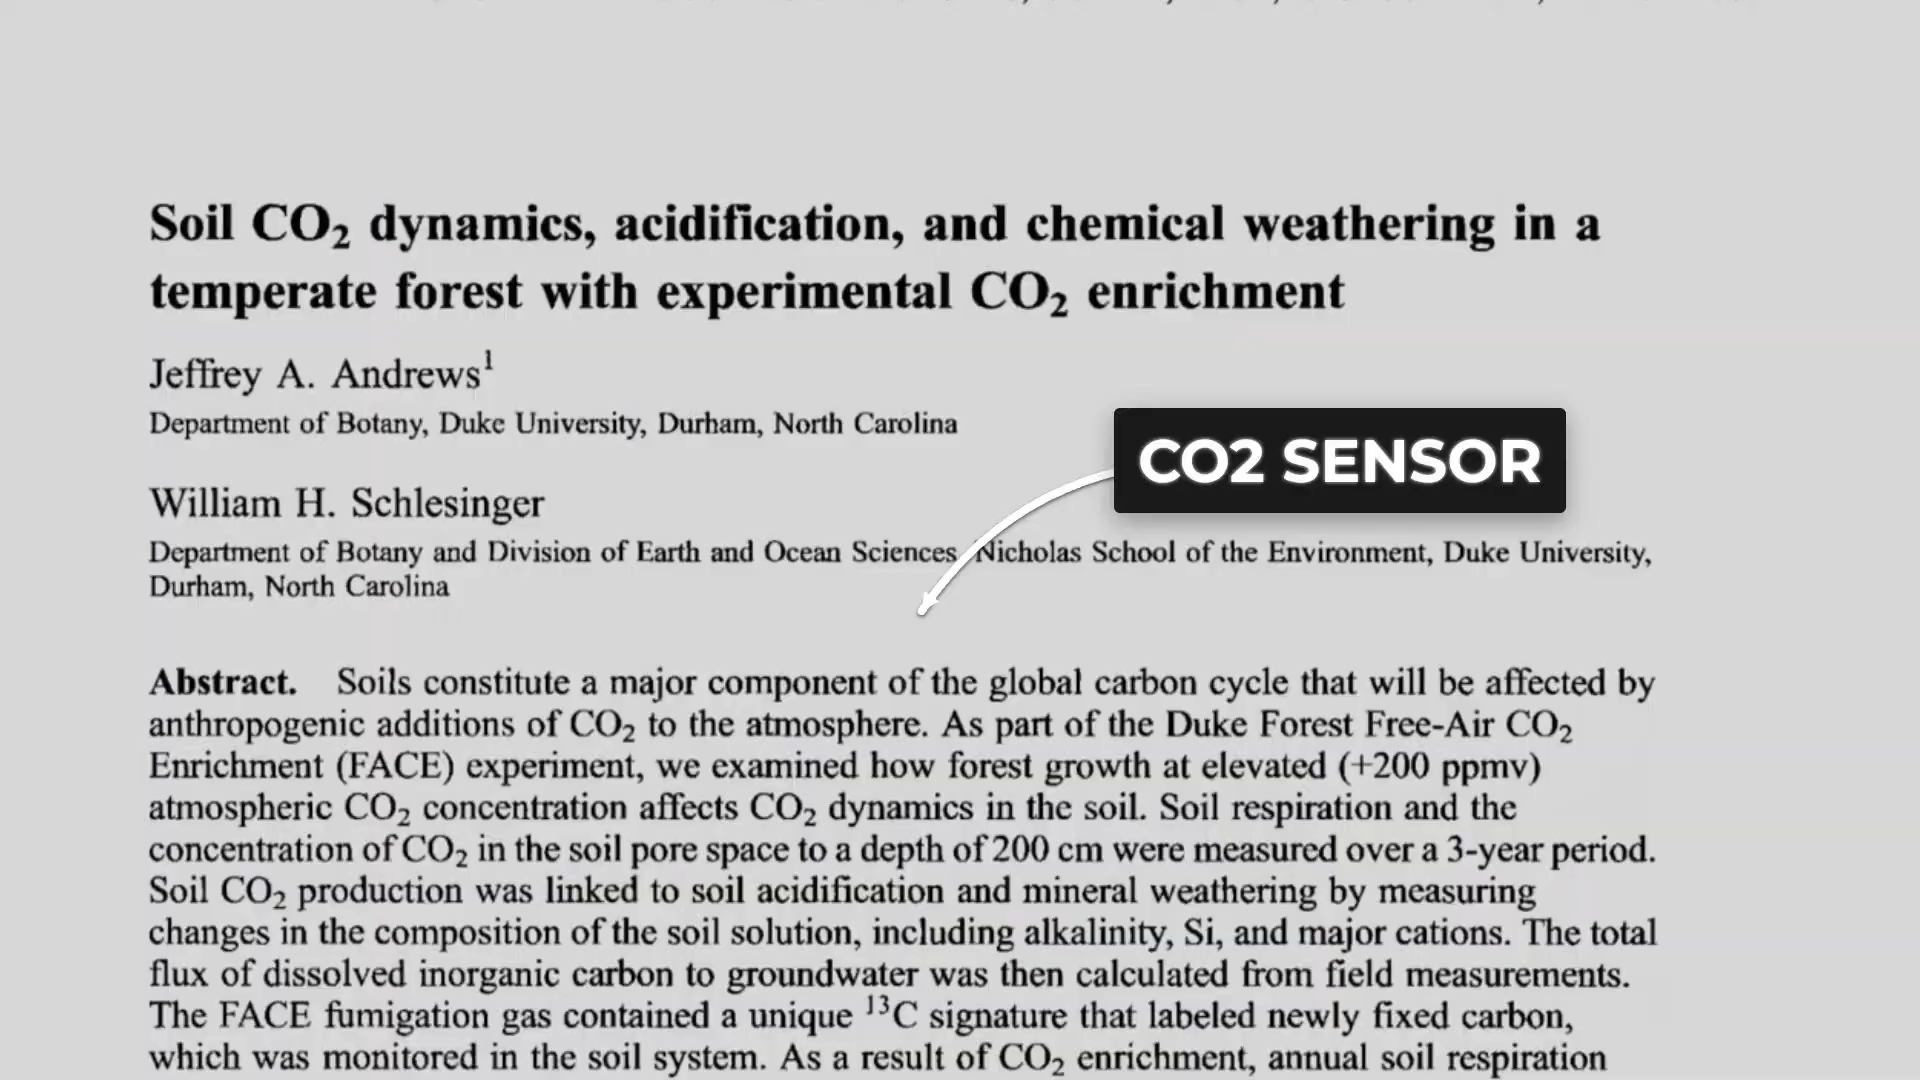 Soil CO₂ dynamics, acidification, and chemical weathering in a
temperate forest with experimental CO₂ enrichment
Jeffrey A. Andrews¹
Department of Botany, Duke University, Durham, North Carolina
CO2 SENSOR
William H. Schlesinger
Department of Botany and Division of Earth and Ocean Sciences, Nicholas School of the Environment, Duke University,
Durham, North Carolina
Abstract. Soils constitute a major component of the global carbon cycle that will be affected by
anthropogenic additions of CO₂ to the atmosphere. As part of the Duke Forest Free-Air CO₂
Enrichment (FACE) experiment, we examined how forest growth at elevated (+200 ppmv)
atmospheric CO₂ concentration affects CO₂ dynamics in the soil. Soil respiration and the
concentration of CO₂ in the soil pore space to a depth of 200 cm were measured over a 3-year period.
Soil CO₂ production was linked to soil acidification and mineral weathering by measuring
changes in the composition of the soil solution, including alkalinity, Si, and major cations. The total
flux of dissolved inorganic carbon to groundwater was then calculated from field measurements.
The FACE fumigation gas contained a unique ¹³C signature that labeled newly fixed carbon,
which was monitored in the soil system. As a result of CO₂ enrichment, annual soil respiration